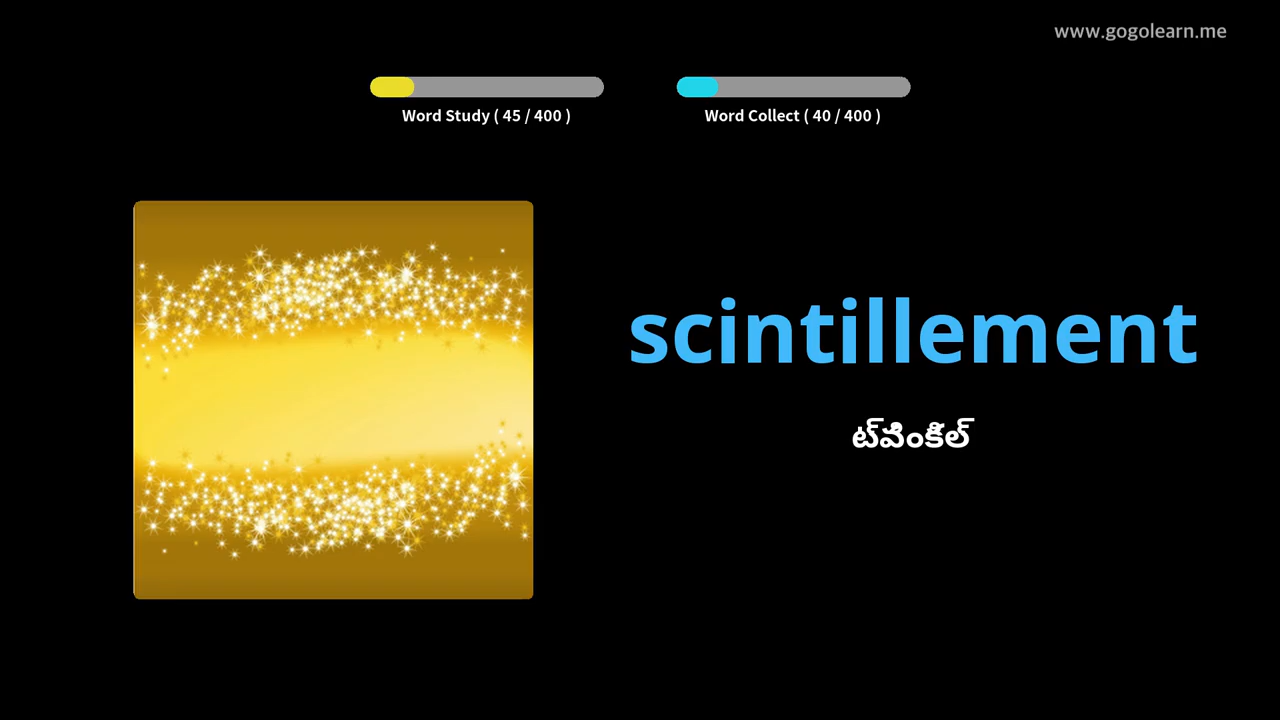 www.gogolearn.me
Word Study ( 45 / 400 )
Word Collect ( 40 / 400 )
scintillement
ట్‌వింకిల్